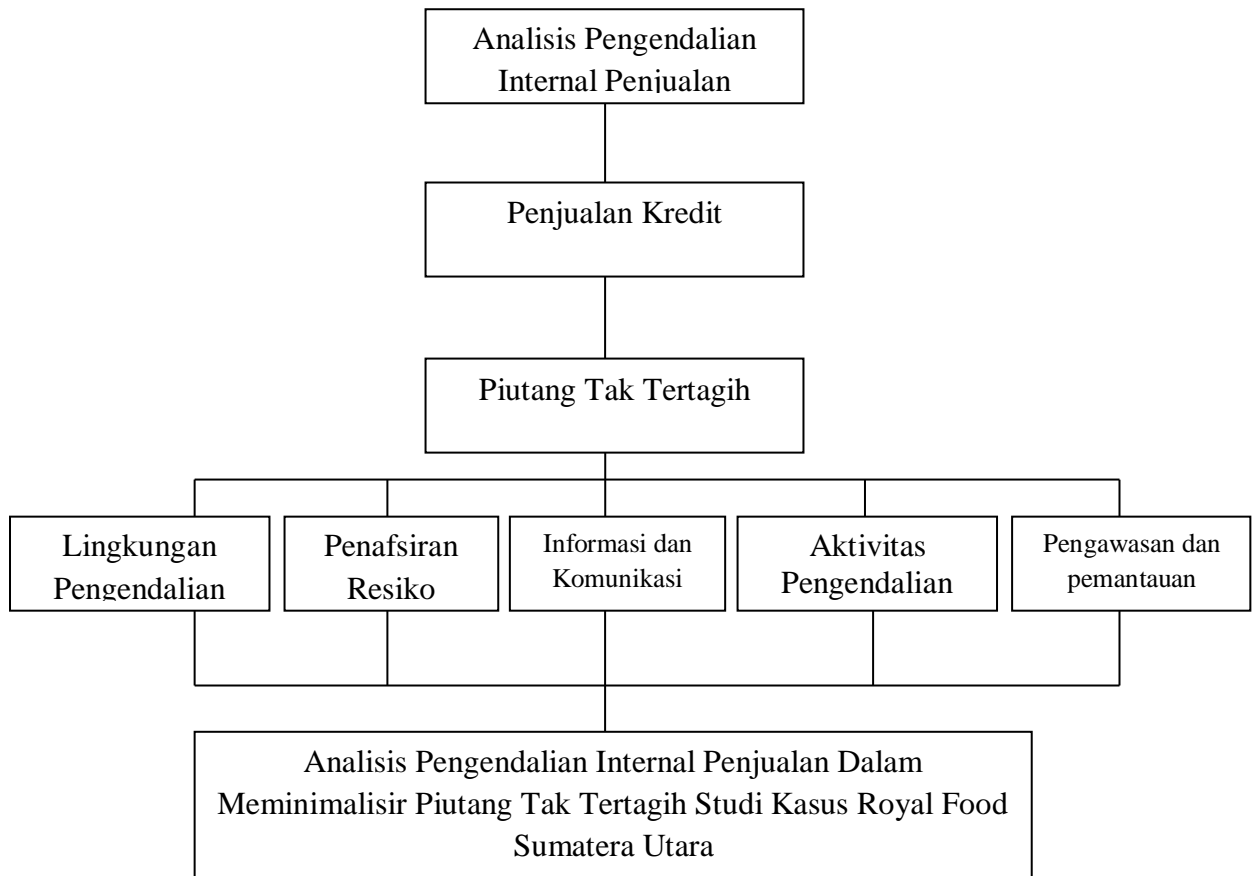 Analisis Pengendalian
Internal Penjualan
Penjualan Kredit
Piutang Tak Tertagih
Lingkungan
Pengendalian
Penafsiran
Resiko
Informasi dan
Komunikasi
Aktivitas
Pengendalian
Pengawasan dan
pemantauan
Analisis Pengendalian Internal Penjualan Dalam
Meminimalisir Piutang Tak Tertagih Studi Kasus Royal Food
Sumatera Utara